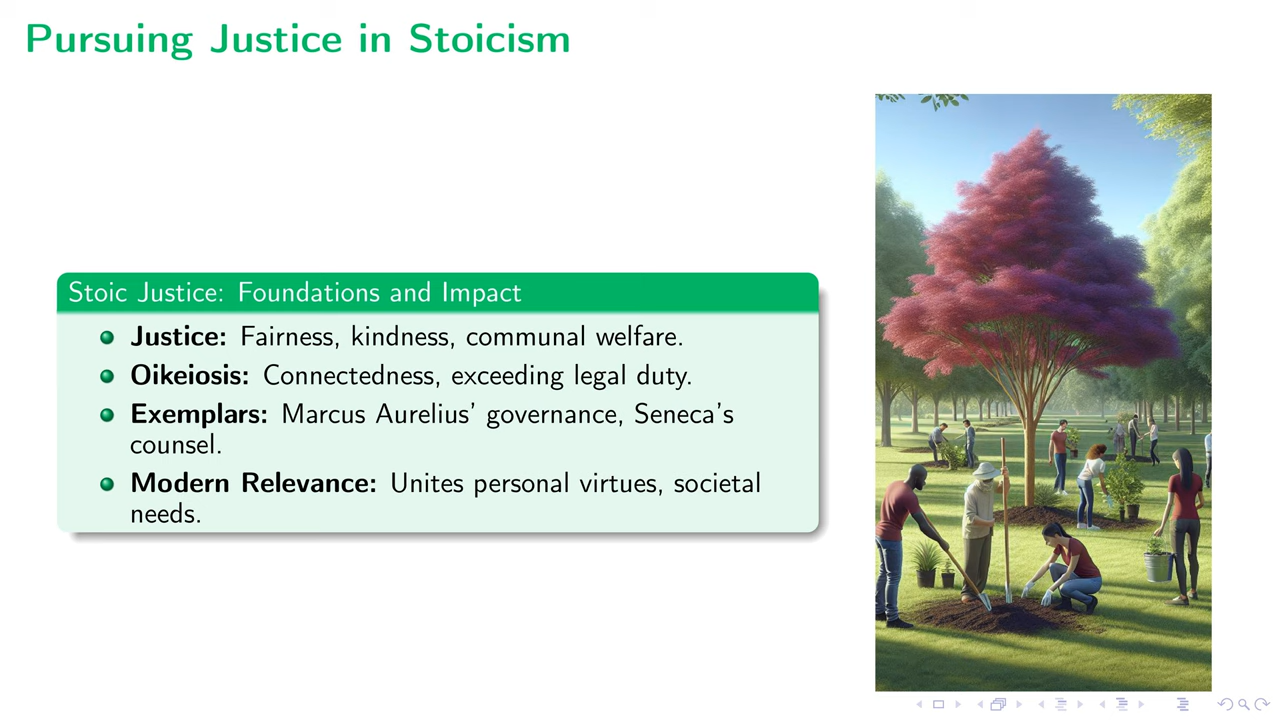 Pursuing Justice in Stoicism
Stoic Justice: Foundations and Impact
Justice: Fairness, kindness, communal welfare.
Oikeiosis: Connectedness, exceeding legal duty.
Exemplars: Marcus Aurelius’ governance, Seneca’s
counsel.
Modern Relevance: Unites personal virtues, societal
needs.